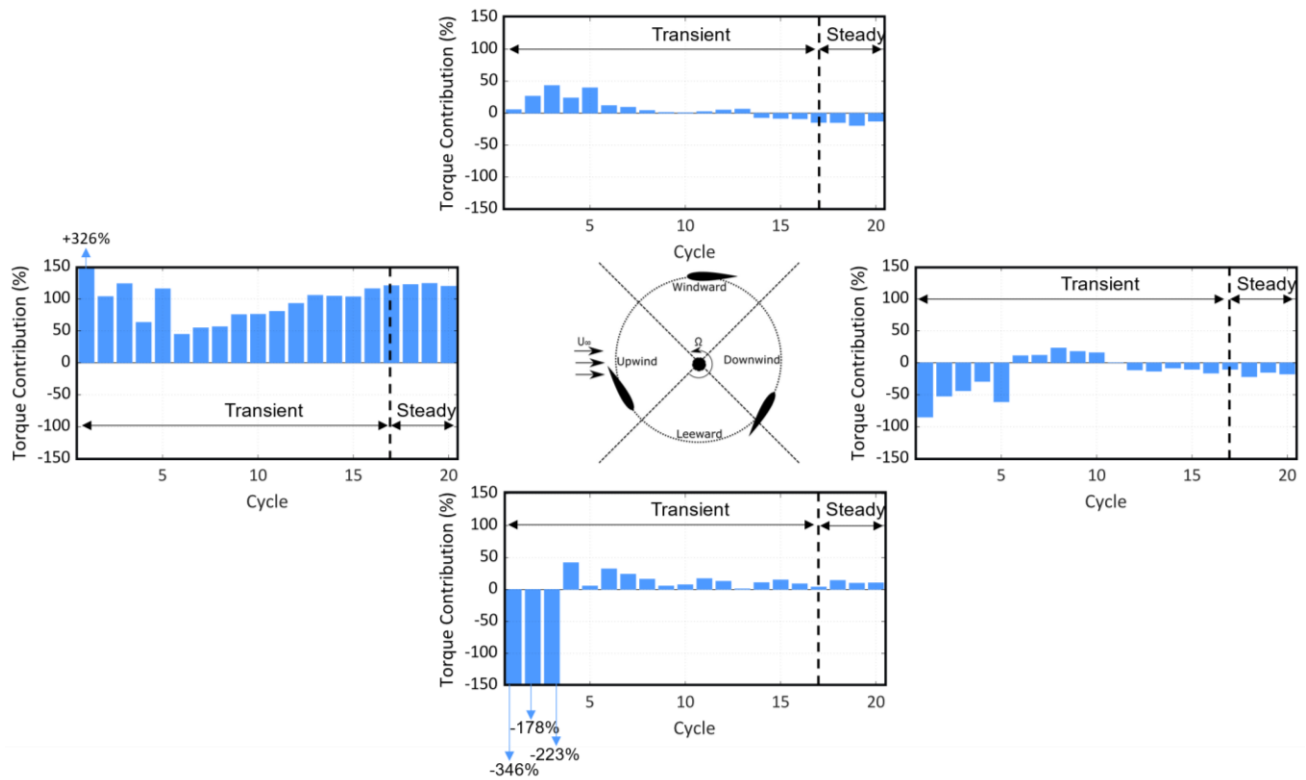 150
100
50
0
-50
-100
-150
Torque Contribution (%)
Transient
Steady
5
10
15
20
Cycle
+326%
150
100
50
0
-50
-100
-150
Torque Contribution (%)
Transient
Steady
5
10
15
20
Cycle
Windward
U∞
Ω
Upwind
Downwind
Leeward
150
100
50
0
-50
-100
-150
Torque Contribution (%)
Transient
Steady
5
10
15
20
Cycle
150
100
50
0
-50
-100
-150
Torque Contribution (%)
Transient
Steady
5
10
15
20
Cycle
-178%
-223%
-346%